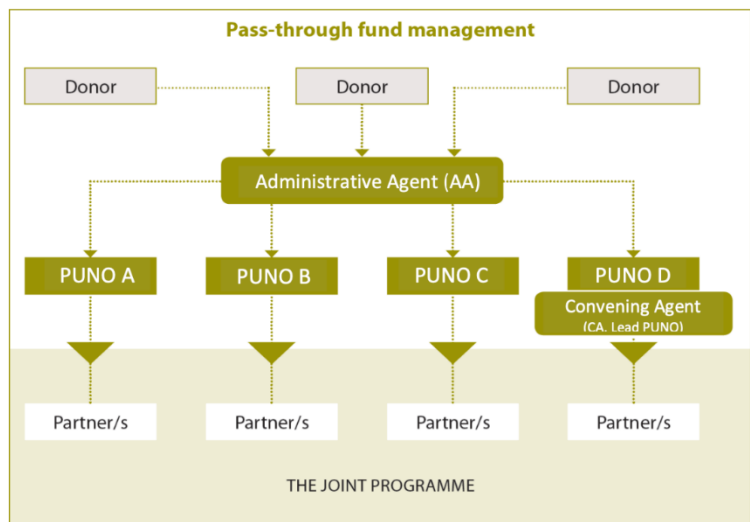 Pass-through fund management
Donor
Donor
Donor
Administrative Agent (AA)
PUNO A
PUNO B
PUNO C
PUNO D
Convening Agent
(CA, Lead PUNO)
Partner/s
Partner/s
Partner/s
Partner/s
THE JOINT PROGRAMME